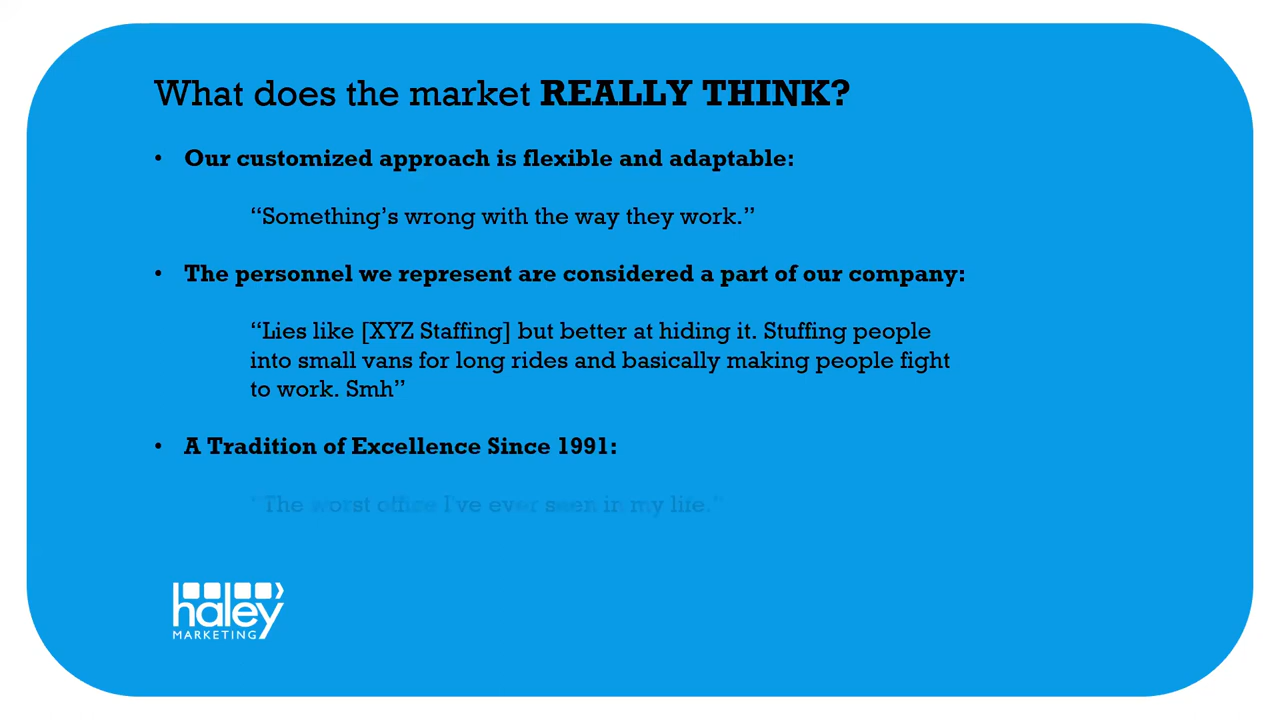 What does the market REALLY THINK?
• Our customized approach is flexible and adaptable:
“Something’s wrong with the way they work.”
• The personnel we represent are considered a part of our company:
“Lies like [XYZ Staffing] but better at hiding it. Stuffing people
into small vans for long rides and basically making people fight
to work. Smh”
• A Tradition of Excellence Since 1991:
“The worst office I've ever seen in my life.”
haley
MARKETING